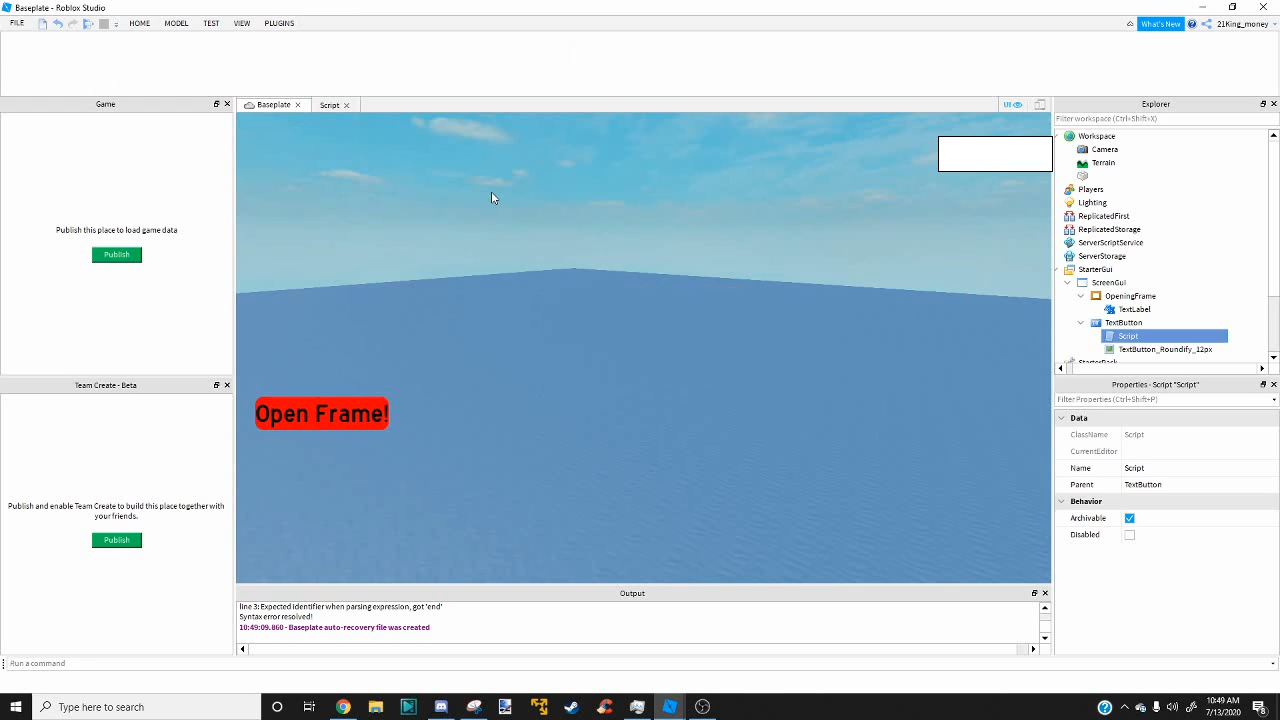 Baseplate - Roblox Studio
FILE
HOME
MODEL
TEST
VIEW
PLUGINS
What's New
21King_money
Game
Publish this place to load game data
Publish
Team Create - Beta
Publish and enable Team Create to build this place together with
your friends.
Publish
Baseplate
Script
UI
Open Frame!
Output
line 3: Expected identifier when parsing expression, got 'end'
Syntax error resolved!
10:49:09.860 - Baseplate auto-recovery file was created
Explorer
Filter workspace (Ctrl+Shift+X)
Workspace
Camera
Terrain
Players
Lighting
ReplicatedFirst
ReplicatedStorage
ServerScriptService
ServerStorage
StarterGui
ScreenGui
OpeningFrame
TextLabel
TextButton
Script
TextButton_Roundify_12px
StarterPack
Properties - Script "Script"
Filter Properties (Ctrl+Shift+P)
Data
ClassName Script
CurrentEditor
Name Script
Parent TextButton
Behavior
Archivable
Disabled
Run a command
Type here to search
10:49 AM
7/13/2020